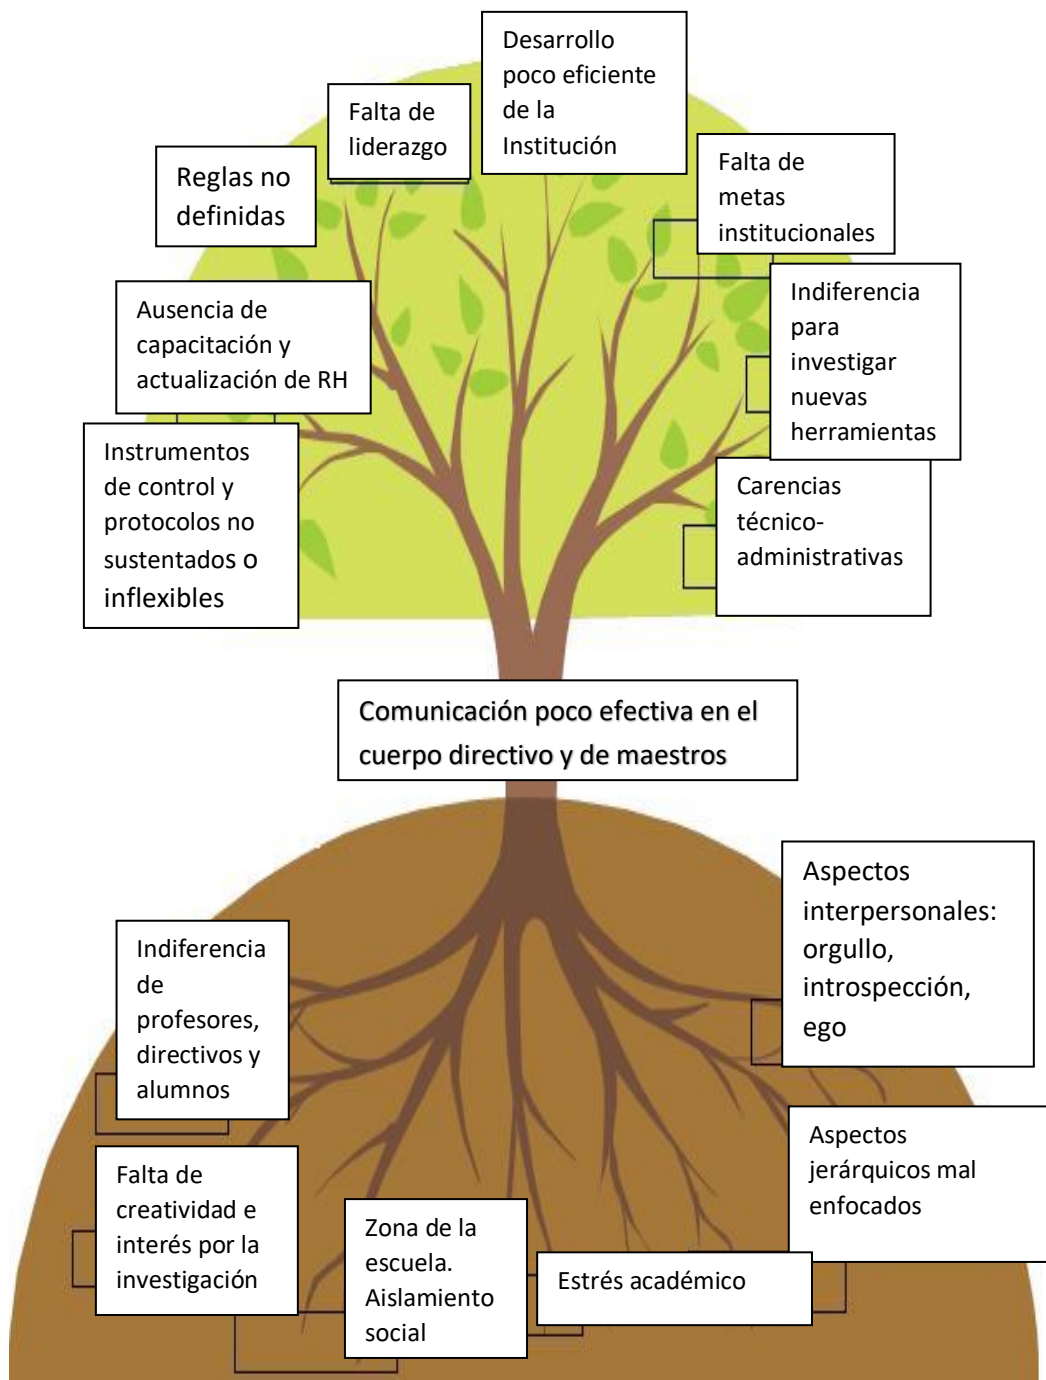 Desarrollo
poco eficiente
de la
Institución
Falta de
liderazgo
Reglas no
definidas
Falta de
metas
institucionales
Ausencia de
capacitación y
actualización de RH
Indiferencia
para
investigar
nuevas
herramientas
Instrumentos
de control y
protocolos no
sustentados o
inflexibles
Carencias
técnico-
administrativas
Comunicación poco efectiva en el
cuerpo directivo y de maestros
Aspectos
interpersonales:
orgullo,
introspección,
ego
Indiferencia
de
profesores,
directivos y
alumnos
Aspectos
jerárquicos mal
enfocados
Falta de
creatividad e
interés por la
investigación
Zona de la
escuela.
Aislamiento
social
Estrés académico